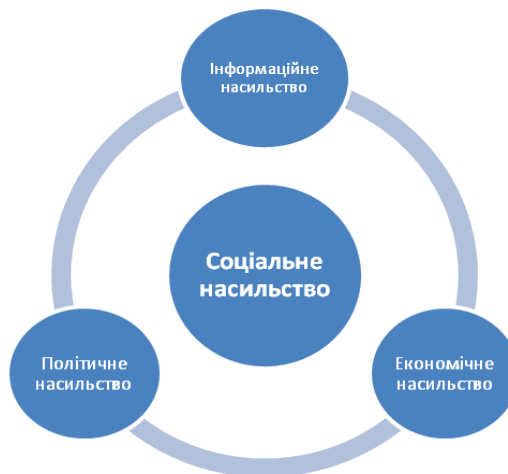 Інформаційне
насильство
Соціальне
насильство
Політичне
насильство
Економічне
насильство